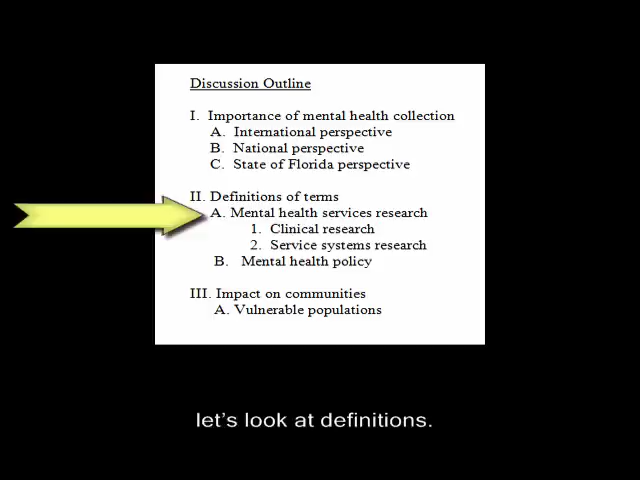 Discussion Outline
I. Importance of mental health collection
A. International perspective
B. National perspective
C. State of Florida perspective
II. Definitions of terms
A. Mental health services research
1. Clinical research
2. Service systems research
B. Mental health policy
III. Impact on communities
A. Vulnerable populations
let's look at definitions.